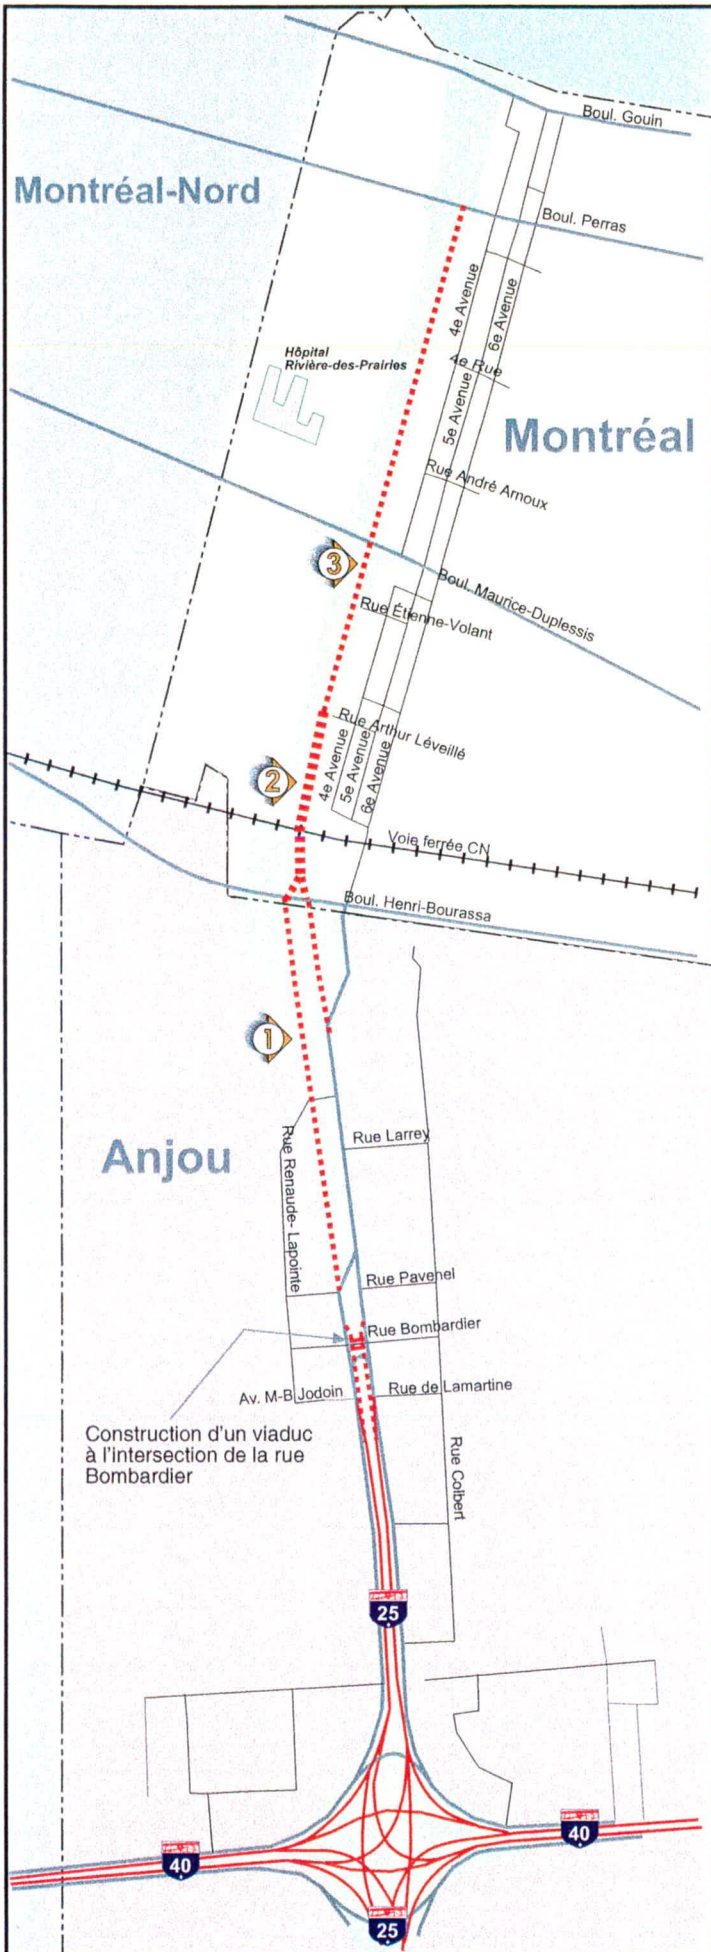 Boul. Gouin
Montréal-Nord
Boul. Perras
4e Avenue
6e Avenue
Hôpital
Rivière-des-Prairies
4e Rue
5e Avenue
Montréal
Rue André Arnoux
3
Boul. Maurice-Duplessis
Rue Étienne-Volant
Rue Arthur Léveillé
4e Avenue
5e Avenue
6e Avenue
2
Voie ferrée CN
Boul. Henri-Bourassa
1
Anjou
Rue Larrey
Rue Renaude- Lapointe
Rue Pavenel
Rue Bombardier
Av. M-B Jodoin
Rue de Lamartine
Construction d'un viaduc
à l'intersection de la rue
Bombardier
Rue Colbert
25
40
40
25